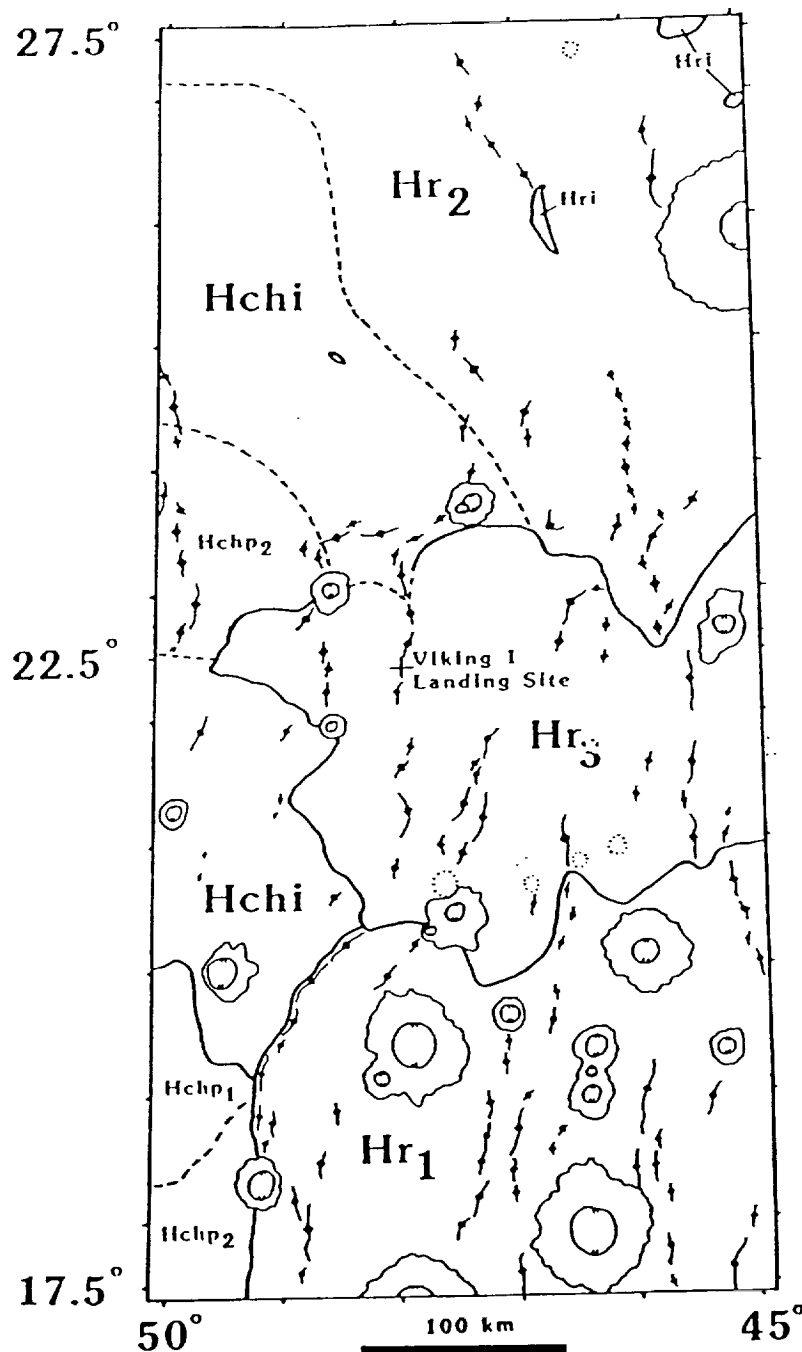 27.5°
Hri
Hr2
Hri
Hchi
Hchp2
22.5°
Viking I
Landing Site
Hr3
Hchi
Hchp1
Hr1
Hchp2
17.5°
50°
100 km
45°